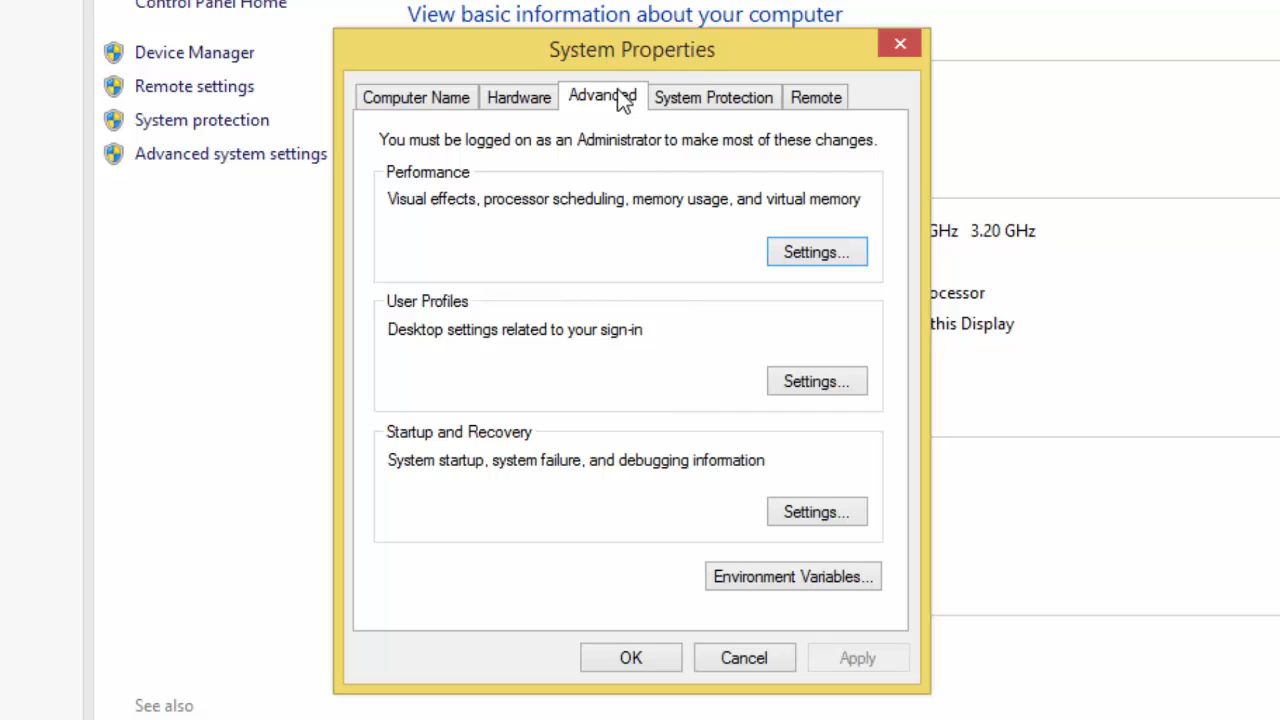 Control Panel Home
View basic information about your computer
Device Manager
Remote settings
System protection
Advanced system settings
System Properties
Computer Name
Hardware
Advanced
System Protection
Remote
You must be logged on as an Administrator to make most of these changes.
Performance
Visual effects, processor scheduling, memory usage, and virtual memory
Settings...
User Profiles
Desktop settings related to your sign-in
Settings...
Startup and Recovery
System startup, system failure, and debugging information
Settings...
Environment Variables...
OK
Cancel
Apply
GHz 3.20 GHz
ocessor
this Display
See also